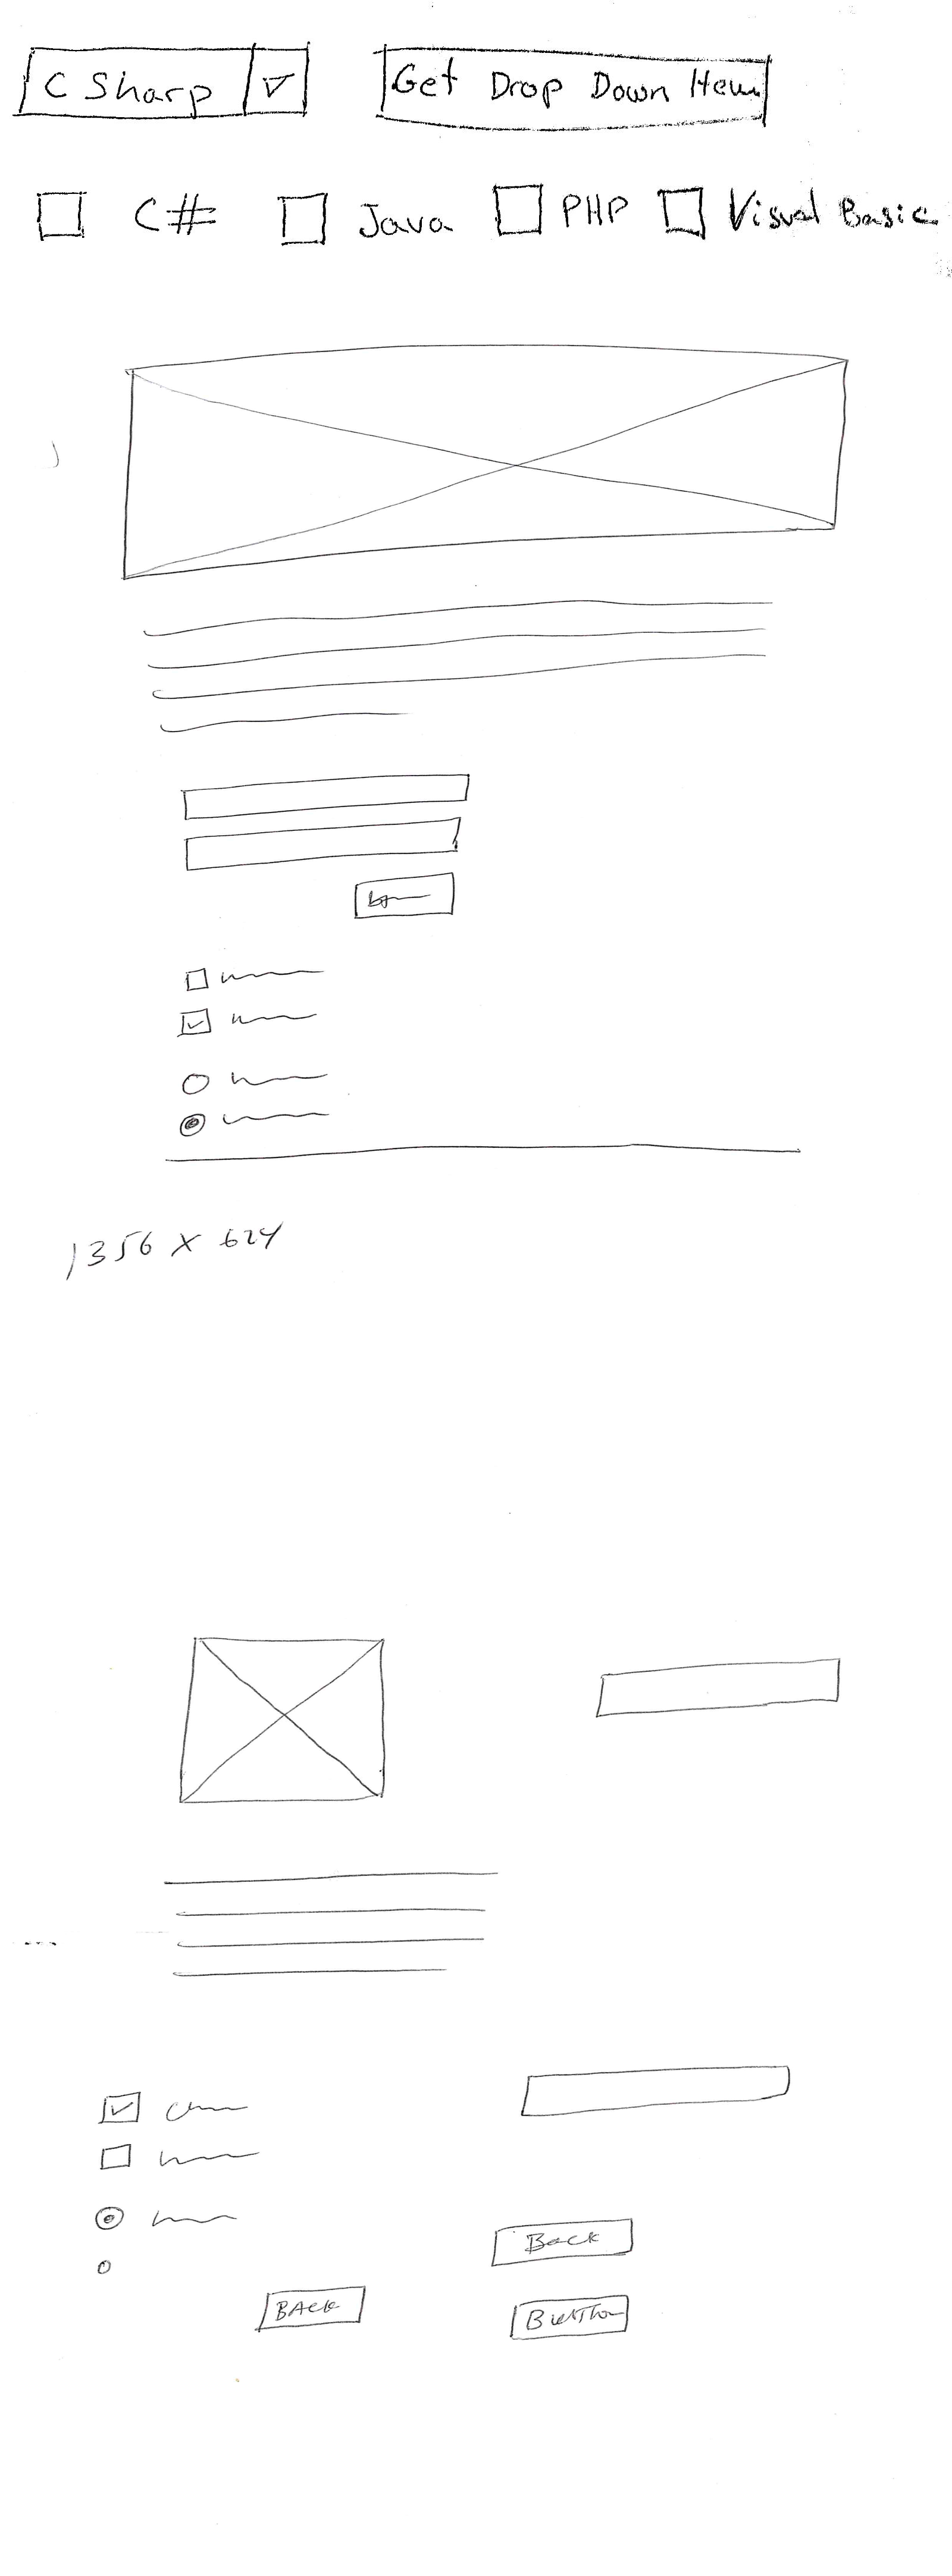 C Sharp Get Drop Down Item
C# Java PHP Visual Basic
1356 x 624
Back
BACK
Button